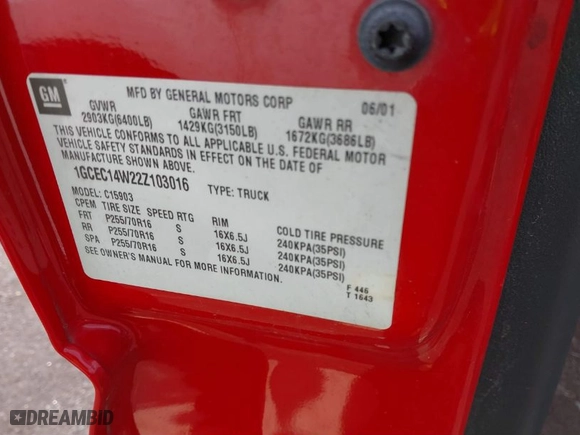 GM
MFD BY GENERAL MOTORS CORP 06/01
GVWR GAWR FRT GAWR RR
2903KG(6400LB) 1429KG(3150LB) 1672KG(3686LB)
THIS VEHICLE CONFORMS TO ALL APPLICABLE U.S. FEDERAL MOTOR
VEHICLE SAFETY STANDARDS IN EFFECT ON THE DATE OF
MANUFACTURE SHOWN ABOVE.
1GCEC14W22Z103016 TYPE: TRUCK
MODEL: C15903
CPEM TIRE SIZE SPEED RTG RIM COLD TIRE PRESSURE
FRT P255/70R16 S 16X6.5J 240KPA(35PSI)
RR P255/70R16 S 16X6.5J 240KPA(35PSI)
SPA P255/70R16 S 16X6.5J 240KPA(35PSI)
SEE OWNER'S MANUAL FOR MORE INFORMATION.
F 446
T 1643
DREAMBID